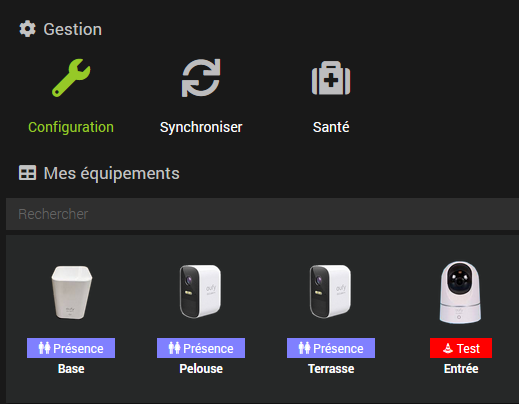 Gestion
Configuration
Synchroniser
Santé
Mes équipements
Rechercher
Présence
Présence
Présence
Test
Base
Pelouse
Terrasse
Entrée
eufy
eufy